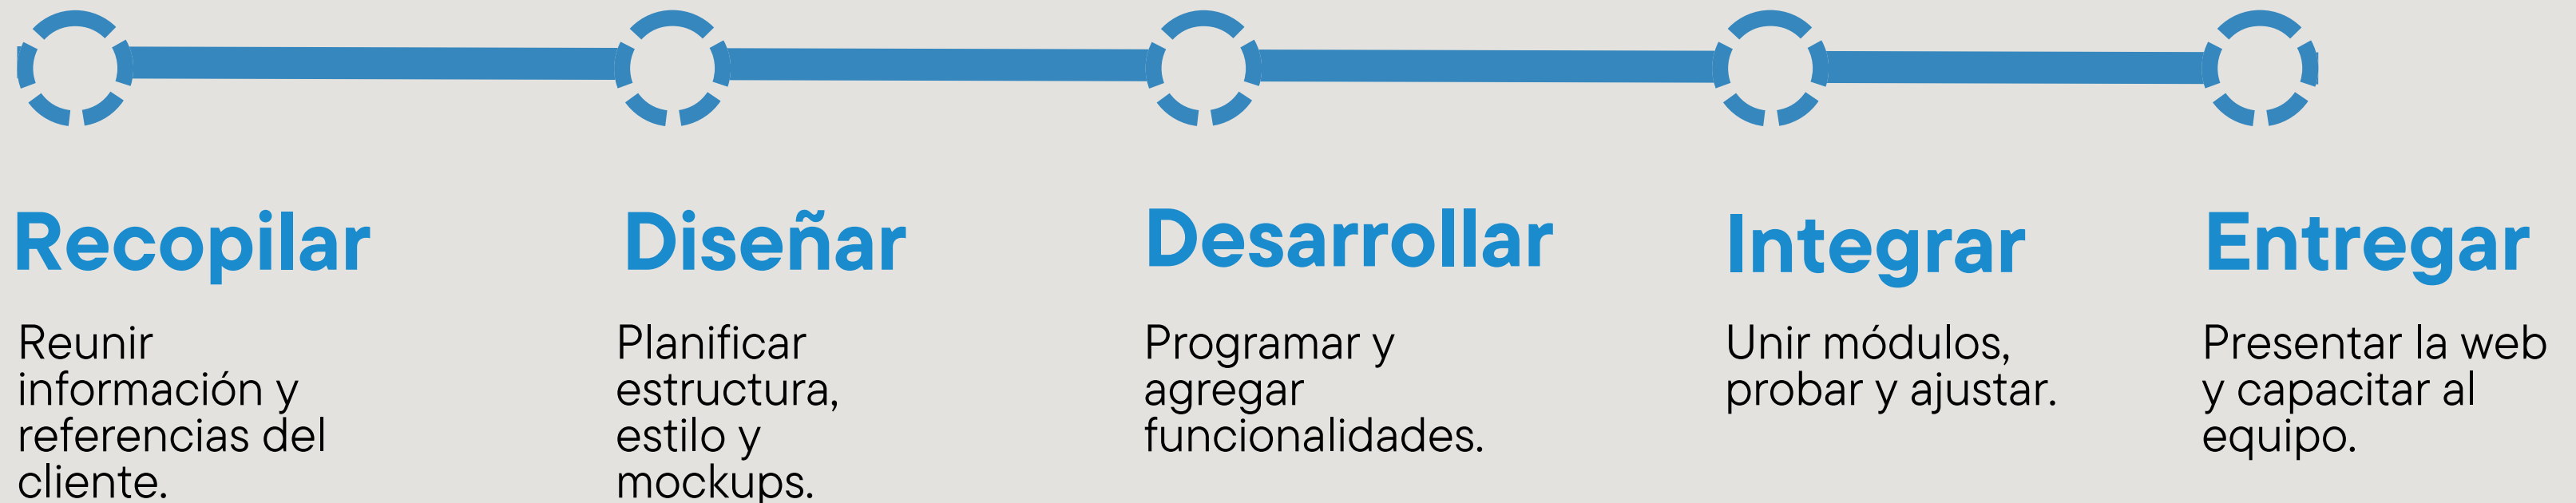 Recopilar
Reunir
información y
referencias del
cliente.
Diseñar
Planificar
estructura,
estilo y
mockups.
Desarrollar
Programar y
agregar
funcionalidades.
Integrar
Unir módulos,
probar y ajustar.
Entregar
Presentar la web
y capacitar al
equipo.